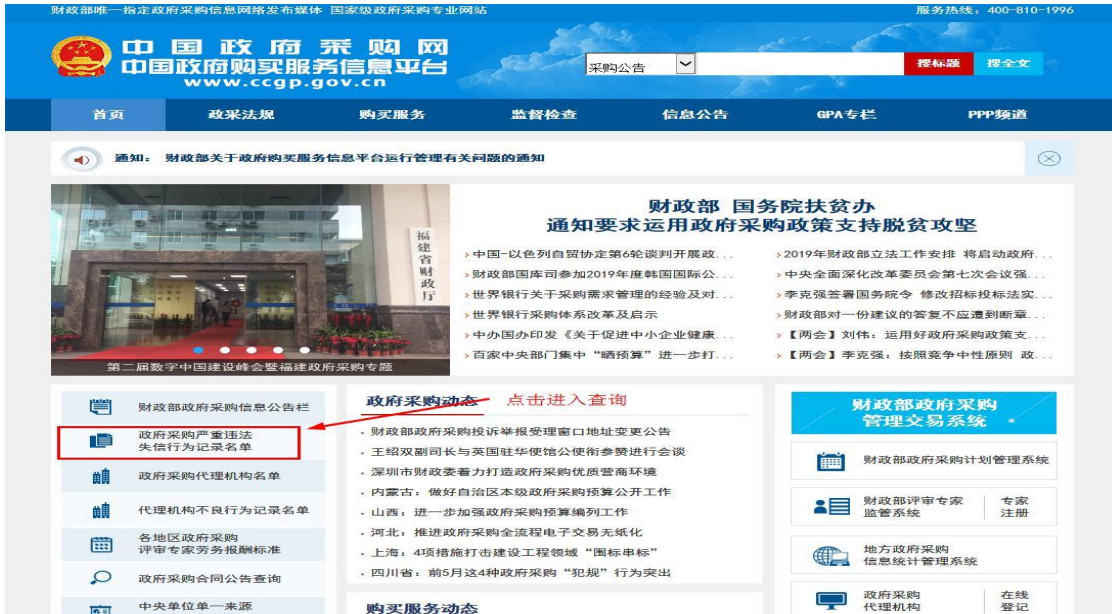 财政部唯一指定政府采购信息网络发布媒体 国家级政府采购专业网站
服务热线：400-810-1996
中国政府采购网
中国政府购买服务信息平台
www.ccgp.gov.cn
采购公告
搜标题
搜全文
首页
政采法规
购买服务
监督检查
信息公告
GPA专栏
PPP频道
通知：
财政部关于政府购买服务信息平台运行管理有关问题的通知
福建省财政厅
第二届数字中国建设峰会暨福建政府采购专题
财政部 国务院扶贫办
通知要求运用政府采购政策支持脱贫攻坚
中国-以色列自贸协定第6轮谈判开展政...
财政部国库司参加2019年度韩国国际公...
世界银行关于采购需求管理的经验及对...
世界银行采购体系改革及启示
中办国办印发《关于促进中小企业健康...
百家中央部门集中“晒预算”进一步打...
2019年财政部立法工作安排 将启动政府...
中央全面深化改革委员会第七次会议强...
李克强签署国务院令 修改招标投标法实...
财政部对一份建议的答复不应遭到断章...
【两会】刘伟：运用好政府采购政策支...
【两会】李克强：按照竞争中性原则 政...
财政部政府采购信息公告栏
政府采购严重违法
失信行为记录名单
政府采购代理机构名单
代理机构不良行为记录名单
各地区政府采购
评审专家劳务报酬标准
政府采购合同公告查询
中央单位单一来源
政府采购动态
点击进入查询
财政部政府采购投诉举报受理窗口地址变更公告
王绍双副司长与英国驻华使馆公使衔参赞进行会谈
深圳市财政委着力打造政府采购优质营商环境
内蒙古：做好自治区本级政府采购预算公开工作
山西：进一步加强政府采购预算编列工作
河北：推进政府采购全流程电子交易无纸化
上海：4项措施打击建设工程领域“围标串标”
四川省：前5月这4种政府采购“犯规”行为突出
购买服务动态
财政部政府采购
管理交易系统
财政部政府采购计划管理系统
财政部评审专家
监管系统
专家
注册
地方政府采购
信息统计管理系统
政府采购
代理机构
在线
登记